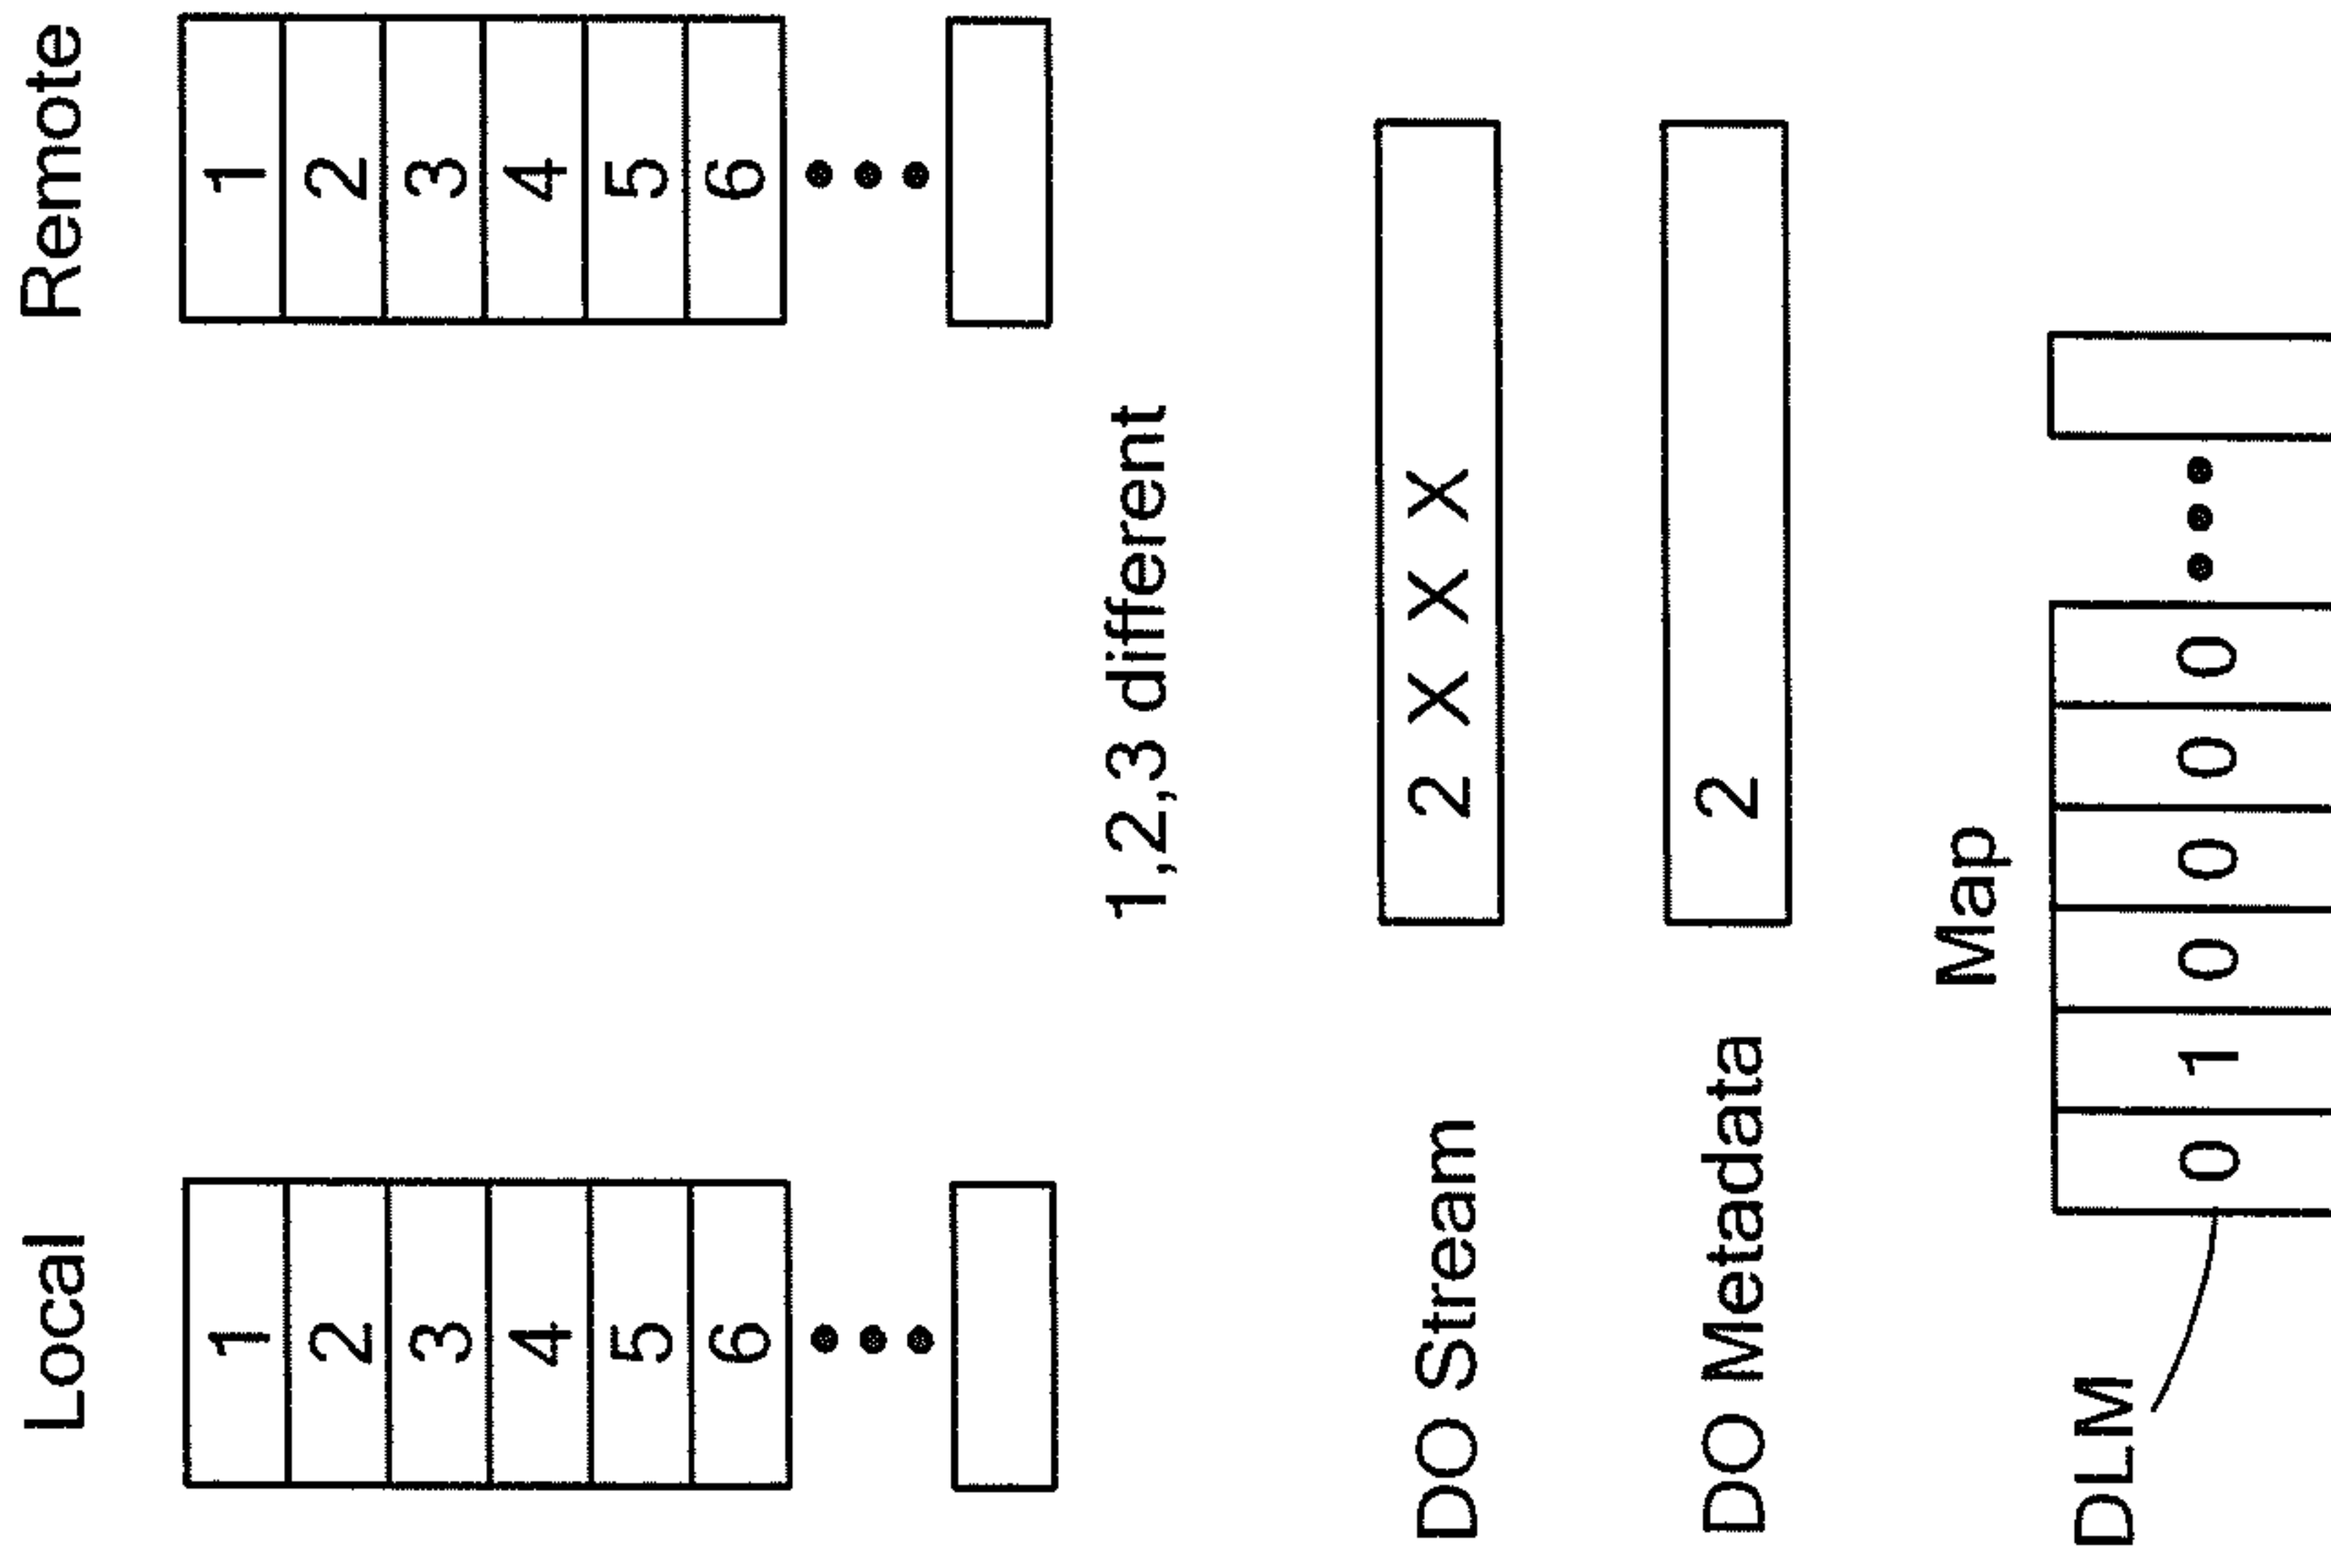 Local Remote
1 1
2 2
3 3
4 4
5 5
6 6
1,2,3 different
DO Stream 2 X X X
DO Metadata 2
Map
DLM 0 1 0 0 0 0